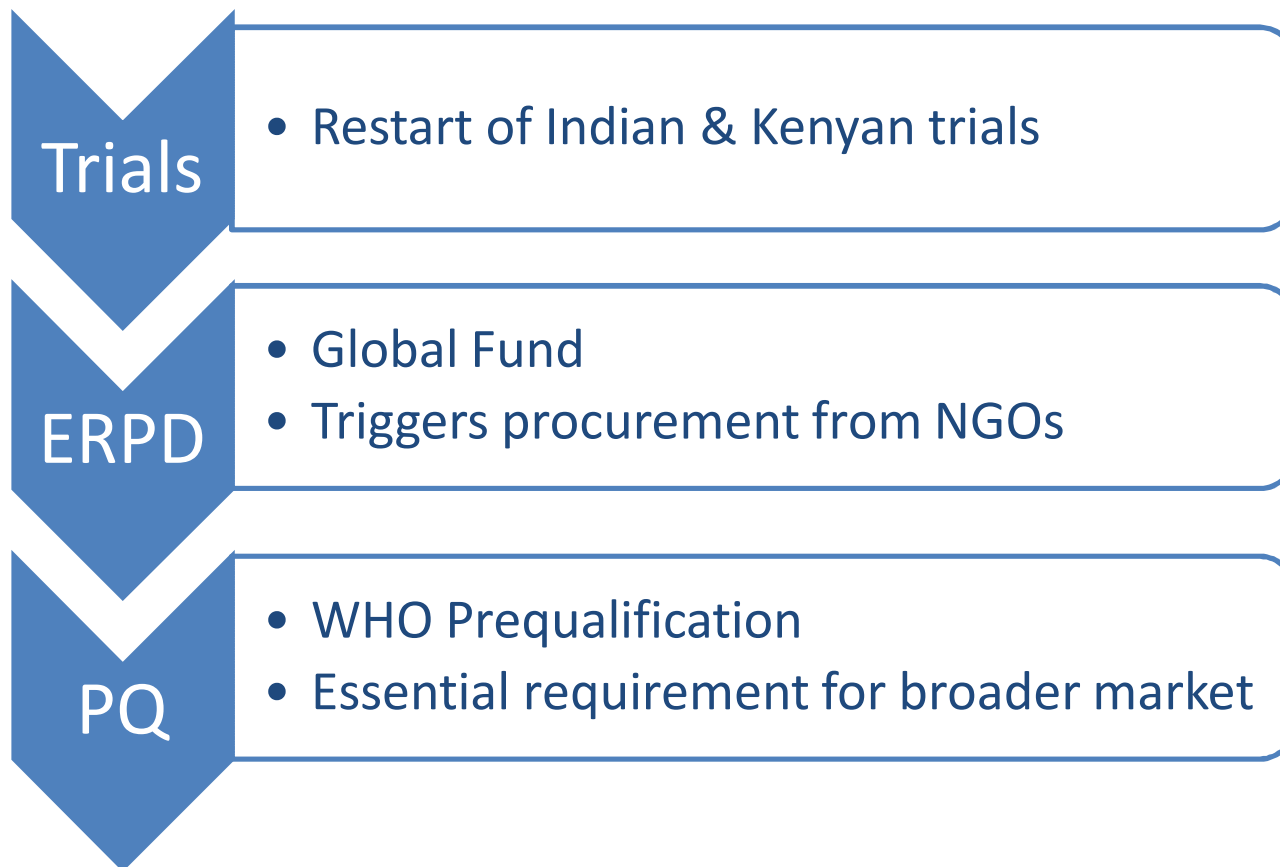 Trials
• Restart of Indian & Kenyan trials
ERPD
• Global Fund
• Triggers procurement from NGOs
PQ
• WHO Prequalification
• Essential requirement for broader market